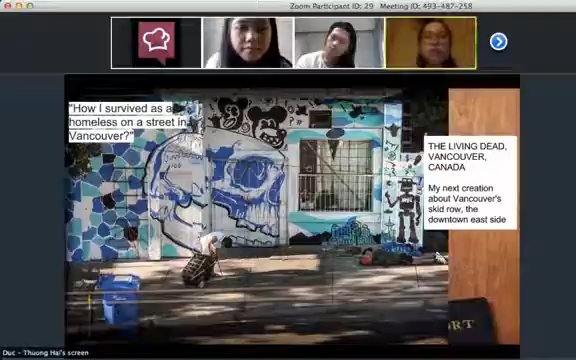 Zoom Participant ID: 29 Meeting ID: 493-487-258
"How I survived as a
homeless on a street in
Vancouver?"
THE LIVING DEAD,
VANCOUVER,
CANADA
My next creation
about Vancouver's
skid row, the
downtown east side
RT
Duc - Thuong Hai's screen